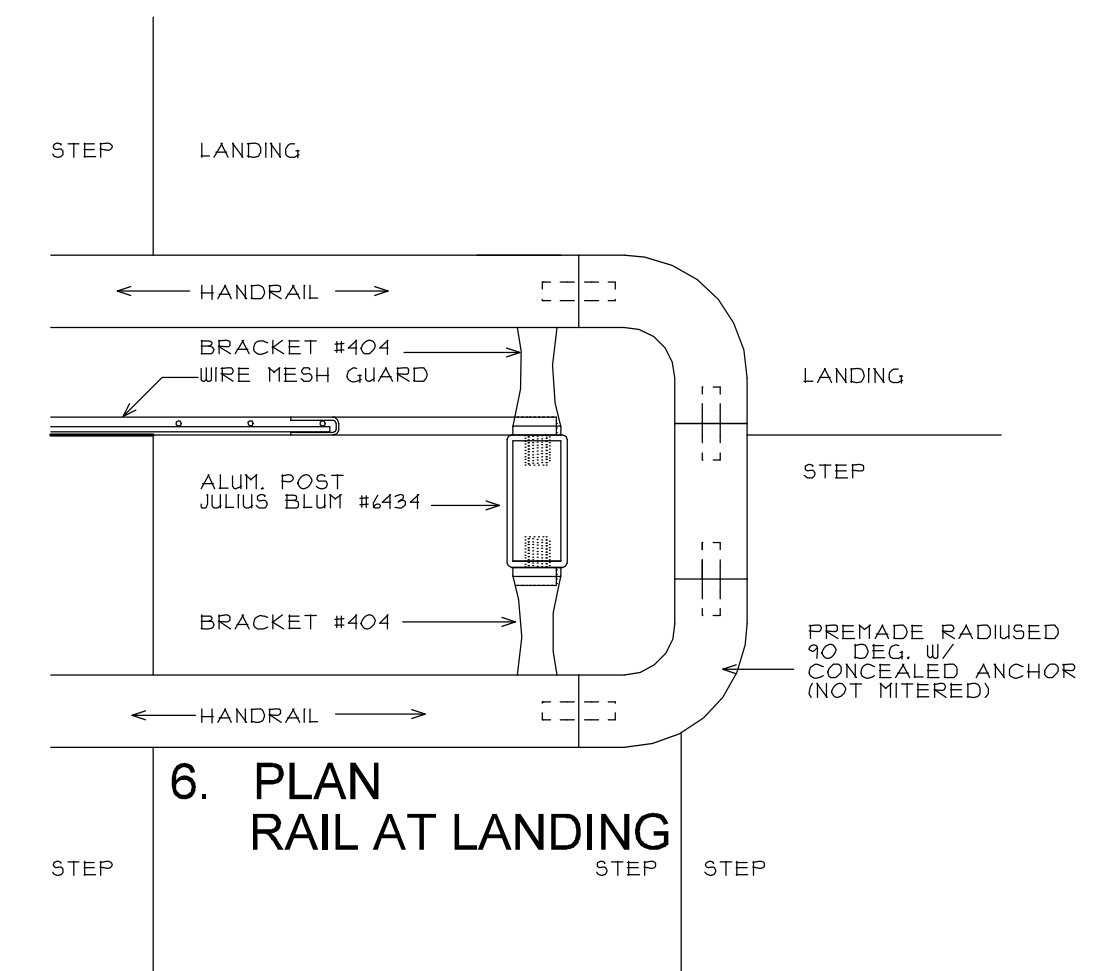 STEP
LANDING
HANDRAIL
BRACKET #404
WIRE MESH GUARD
LANDING
STEP
ALUM. POST
JULIUS BLUM #6434
BRACKET #404
PREMADE RADIUSED
90 DEG. W/
CONCEALED ANCHOR
(NOT MITERED)
HANDRAIL
6. PLAN
RAIL AT LANDING
STEP
STEP
STEP